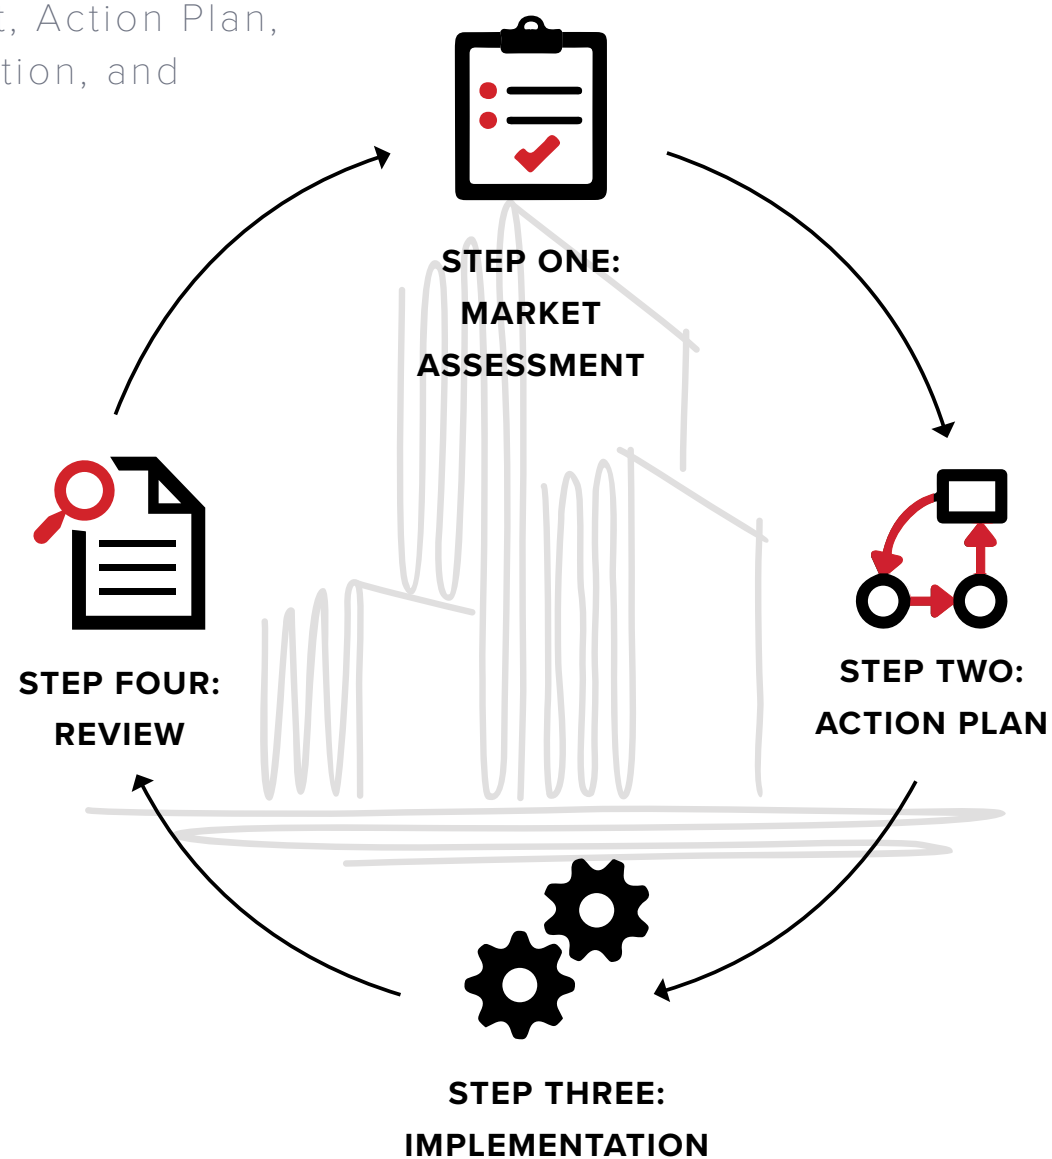 t, Action Plan,
tion, and
STEP ONE:
MARKET
ASSESSMENT
STEP TWO:
ACTION PLAN
STEP THREE:
IMPLEMENTATION
STEP FOUR:
REVIEW